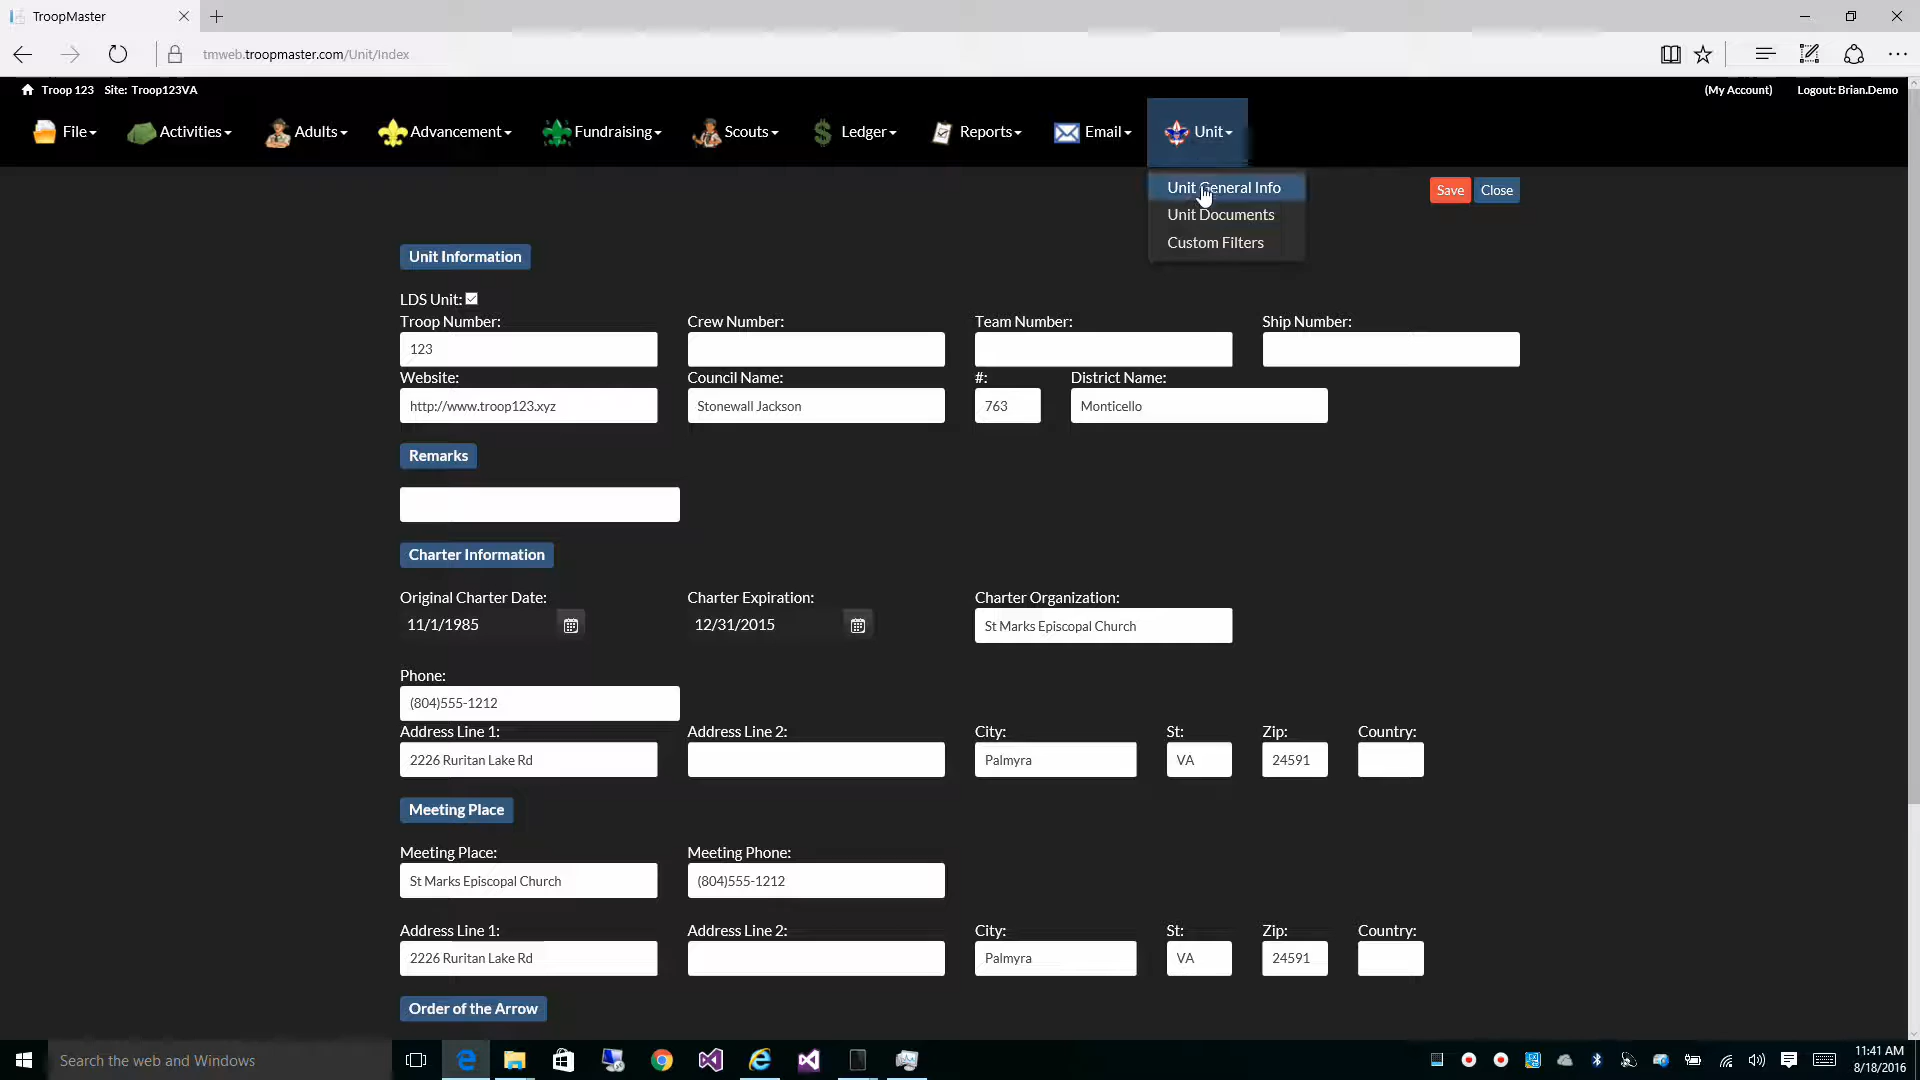 TroopMaster
tmweb.troopmaster.com/Unit/Index
Troop 123 Site: Troop123VA (My Account) Logout: Brian.Demo
File Activities Adults Advancement Fundraising Scouts Ledger Reports Email Unit
Unit General Info
Unit Documents
Custom Filters
Save Close
Unit Information
LDS Unit:
Troop Number: Crew Number: Team Number: Ship Number:
123
Website: Council Name: #: District Name:
http://www.troop123.xyz Stonewall Jackson 763 Monticello
Remarks
Charter Information
Original Charter Date: Charter Expiration: Charter Organization:
11/1/1985 12/31/2015 St Marks Episcopal Church
Phone:
(804)555-1212
Address Line 1: Address Line 2: City: St: Zip: Country:
2226 Ruritan Lake Rd Palmyra VA 24591
Meeting Place
Meeting Place: Meeting Phone:
St Marks Episcopal Church (804)555-1212
Address Line 1: Address Line 2: City: St: Zip: Country:
2226 Ruritan Lake Rd Palmyra VA 24591
Order of the Arrow
Search the web and Windows
11:41 AM
8/18/2016